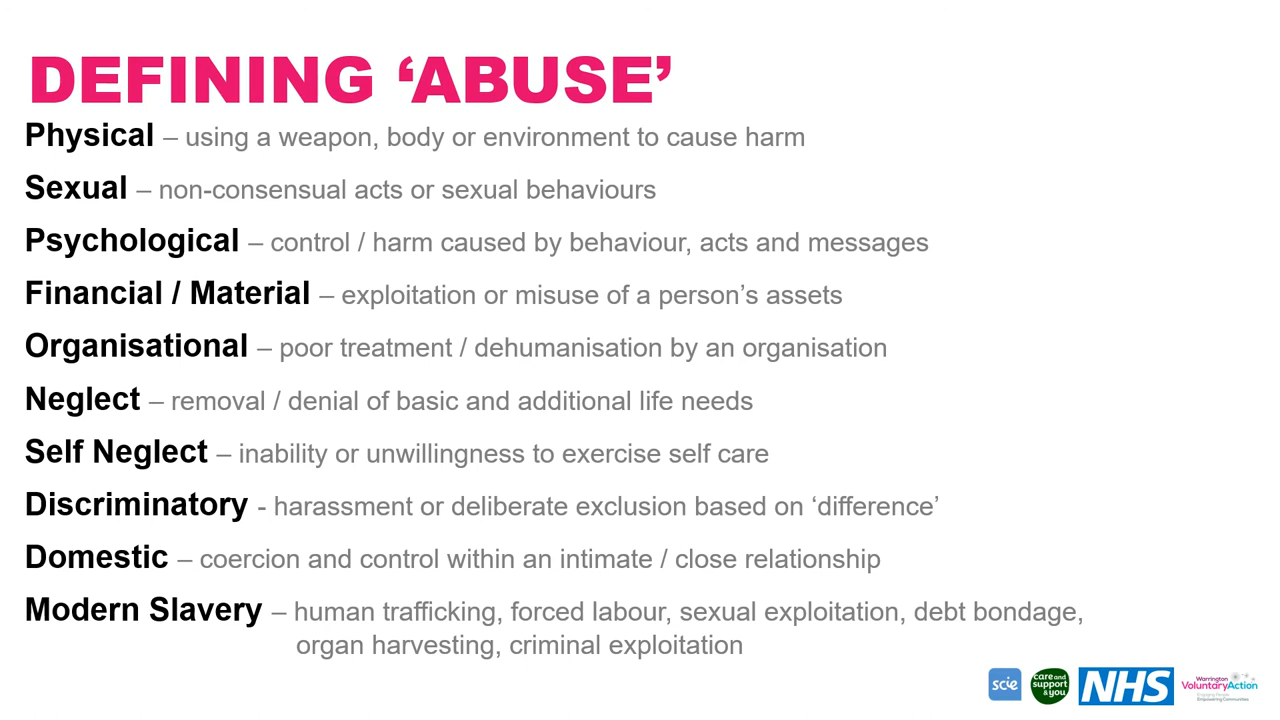 DEFINING ‘ABUSE’
Physical – using a weapon, body or environment to cause harm
Sexual – non-consensual acts or sexual behaviours
Psychological – control / harm caused by behaviour, acts and messages
Financial / Material – exploitation or misuse of a person’s assets
Organisational – poor treatment / dehumanisation by an organisation
Neglect – removal / denial of basic and additional life needs
Self Neglect – inability or unwillingness to exercise self care
Discriminatory - harassment or deliberate exclusion based on ‘difference’
Domestic – coercion and control within an intimate / close relationship
Modern Slavery – human trafficking, forced labour, sexual exploitation, debt bondage,
organ harvesting, criminal exploitation
scie
care and
support
& you
NHS
Warrington
VoluntaryAction
Engaging People
Empowering Communities